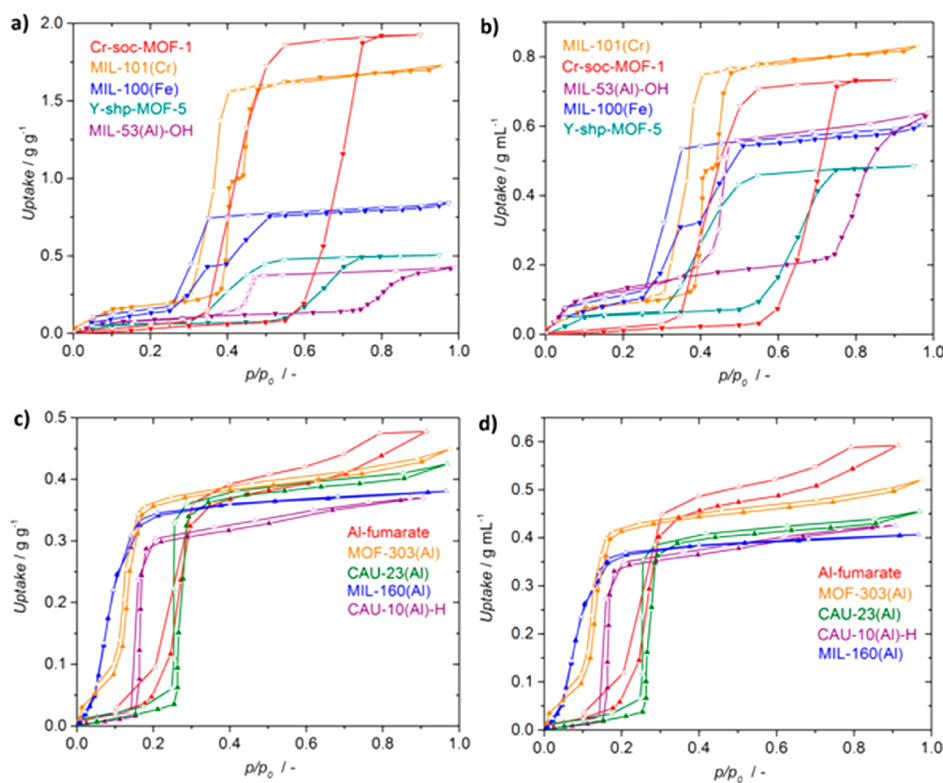 a)
Cr-soc-MOF-1
MIL-101(Cr)
MIL-100(Fe)
Y-shp-MOF-5
MIL-53(Al)-OH
Uptake / g g⁻¹
2.0
1.5
1.0
0.5
0.0
0.0 0.2 0.4 0.6 0.8 1.0
p/p₀ / -
b)
MIL-101(Cr)
Cr-soc-MOF-1
MIL-53(Al)-OH
MIL-100(Fe)
Y-shp-MOF-5
Uptake / g mL⁻¹
0.8
0.6
0.4
0.2
0.0
0.0 0.2 0.4 0.6 0.8 1.0
p/p₀ / -
c)
Al-fumarate
MOF-303(Al)
CAU-23(Al)
MIL-160(Al)
CAU-10(Al)-H
Uptake / g g⁻¹
0.5
0.4
0.3
0.2
0.1
0.0
0.0 0.2 0.4 0.6 0.8 1.0
p/p₀ / -
d)
Al-fumarate
MOF-303(Al)
CAU-23(Al)
CAU-10(Al)-H
MIL-160(Al)
Uptake / g mL⁻¹
0.6
0.5
0.4
0.3
0.2
0.1
0.0
0.0 0.2 0.4 0.6 0.8 1.0
p/p₀ / -